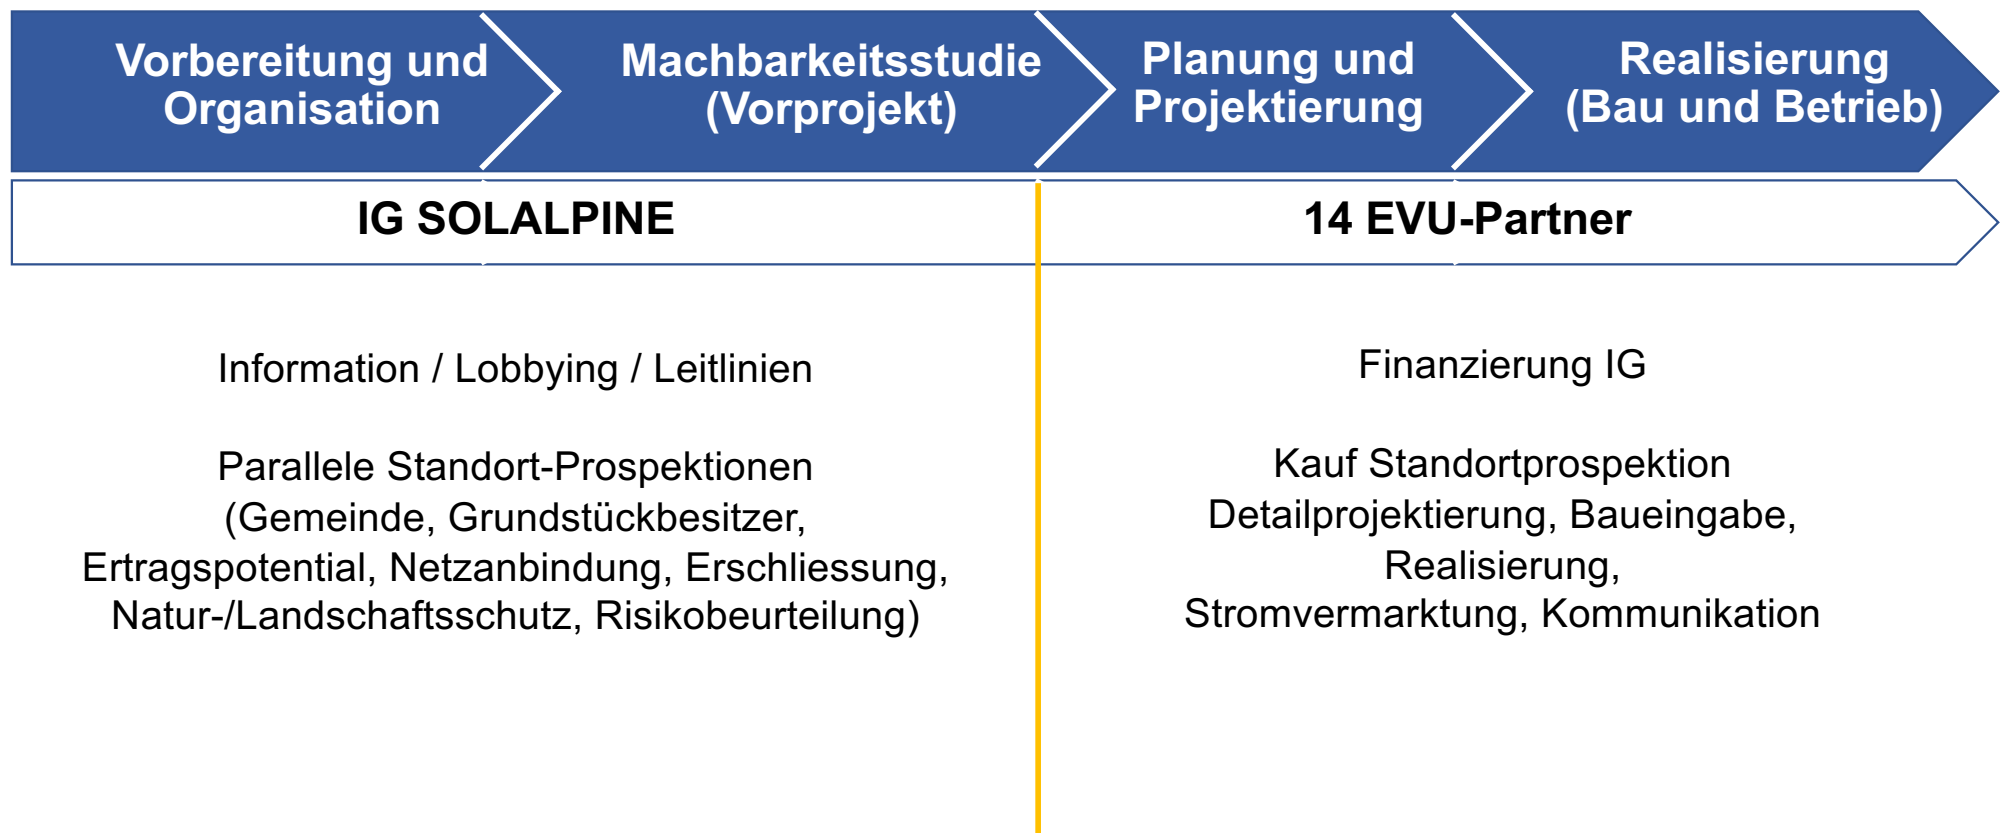 Vorbereitung und
Organisation
Machbarkeitsstudie
(Vorprojekt)
Planung und
Projektierung
Realisierung
(Bau und Betrieb)
IG SOLALPINE
14 EVU-Partner
Information / Lobbying / Leitlinien
Parallele Standort-Prospektionen
(Gemeinde, Grundstückbesitzer,
Ertragspotential, Netzanbindung, Erschliessung,
Natur-/Landschaftsschutz, Risikobeurteilung)
Finanzierung IG
Kauf Standortprospektion
Detailprojektierung, Baueingabe,
Realisierung,
Stromvermarktung, Kommunikation